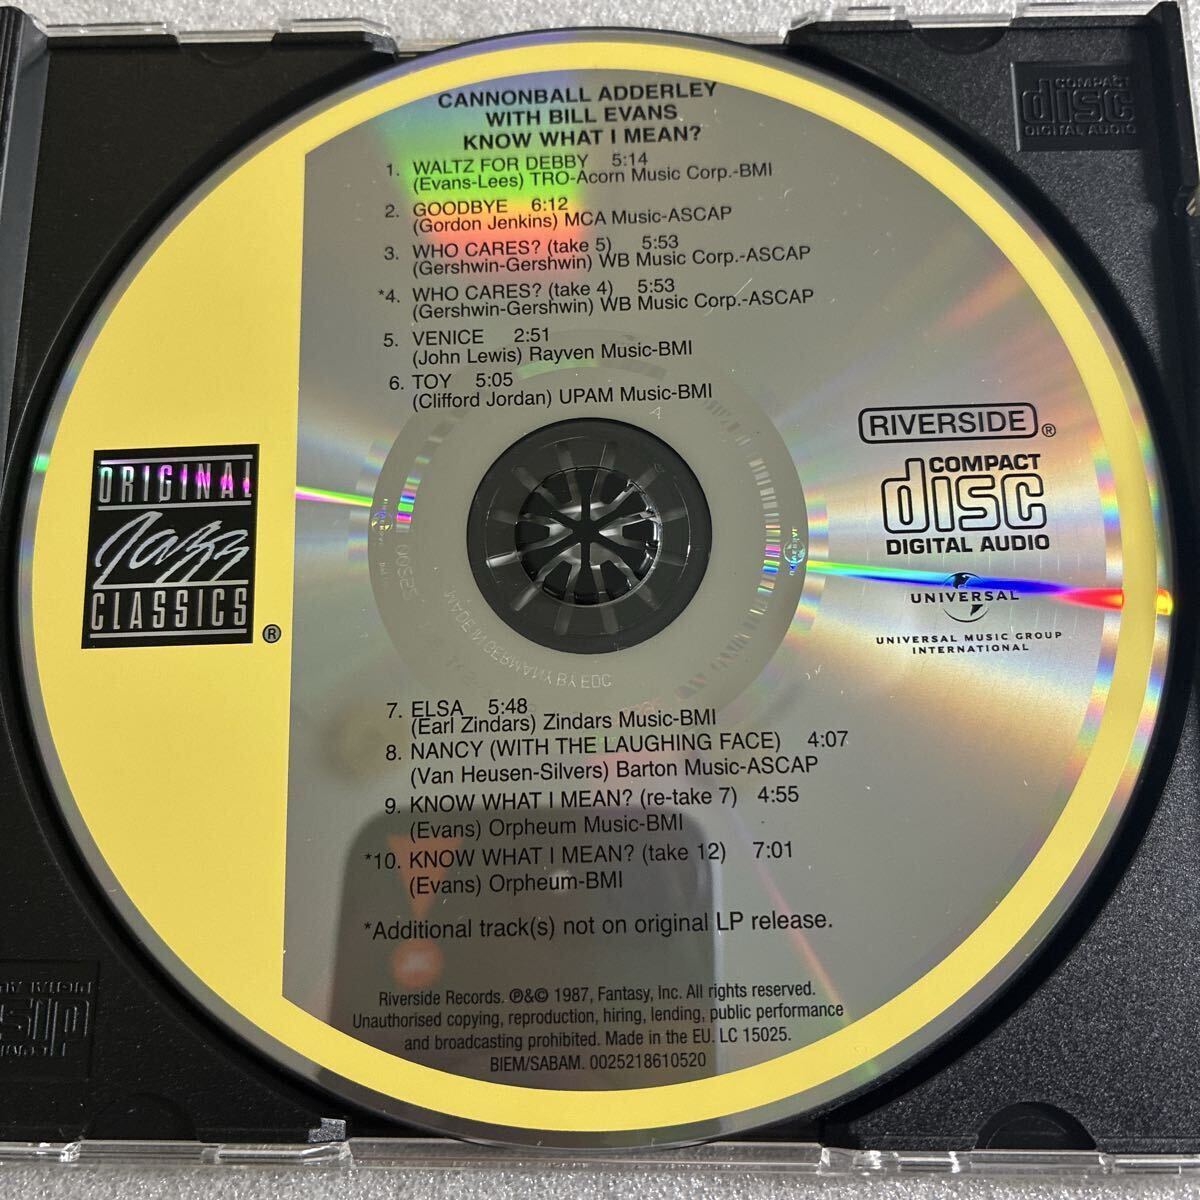 CANNONBALL ADDERLEY
WITH BILL EVANS
KNOW WHAT I MEAN?
1. WALTZ FOR DEBBY 5:14
(Evans-Lees) TRO-Acorn Music Corp.-BMI
2. GOODBYE 6:12
(Gordon Jenkins) MCA Music-ASCAP
3. WHO CARES? (take 5) 5:53
(Gershwin-Gershwin) WB Music Corp.-ASCAP
*4. WHO CARES? (take 4) 5:53
(Gershwin-Gershwin) WB Music Corp.-ASCAP
5. VENICE 2:51
(John Lewis) Rayven Music-BMI
6. TOY 5:05
(Clifford Jordan) UPAM Music-BMI
ORIGINAL
Jazz
CLASSICS
®
RIVERSIDE ®
COMPACT
disc
DIGITAL AUDIO
UNIVERSAL
UNIVERSAL MUSIC GROUP
INTERNATIONAL
MADE IN GERMANY BY EDC
7. ELSA 5:48
(Earl Zindars) Zindars Music-BMI
8. NANCY (WITH THE LAUGHING FACE) 4:07
(Van Heusen-Silvers) Barton Music-ASCAP
9. KNOW WHAT I MEAN? (re-take 7) 4:55
(Evans) Orpheum Music-BMI
*10. KNOW WHAT I MEAN? (take 12) 7:01
(Evans) Orpheum-BMI
*Additional track(s) not on original LP release.
Riverside Records. ℗&© 1987, Fantasy, Inc. All rights reserved.
Unauthorised copying, reproduction, hiring, lending, public performance
and broadcasting prohibited. Made in the EU. LC 15025.
BIEM/SABAM. 0025218610520
COMPACT
disc
DIGITAL AUDIO